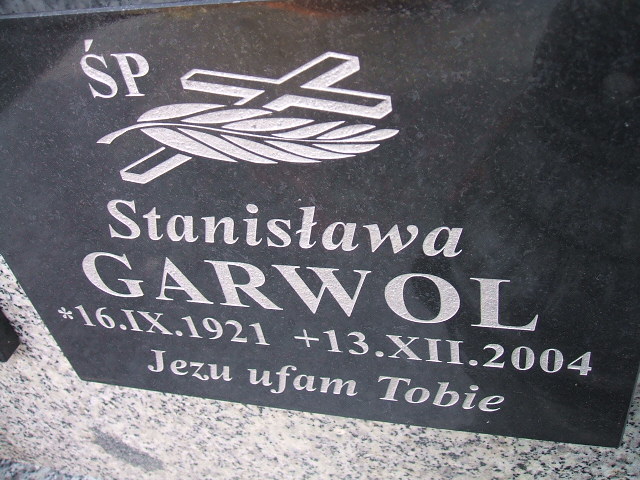 ŚP
Stanisława
GARWOL
*16.IX.1921 +13.XII.2004
Jezu ufam Tobie